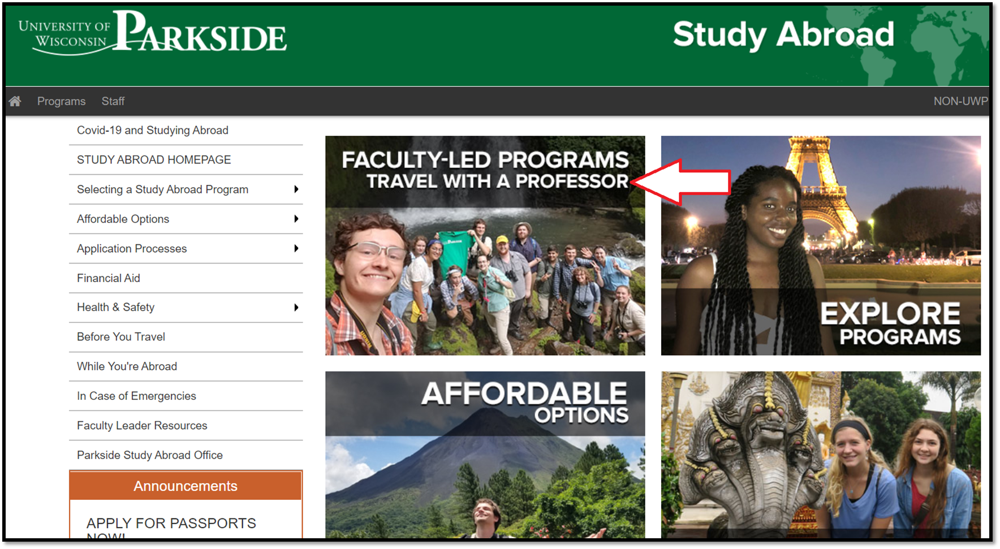 UNIVERSITY OF
WISCONSIN
PARKSIDE
Study Abroad
Programs
Staff
NON-UWP
Covid-19 and Studying Abroad
STUDY ABROAD HOMEPAGE
Selecting a Study Abroad Program
Affordable Options
Application Processes
Financial Aid
Health & Safety
Before You Travel
While You're Abroad
In Case of Emergencies
Faculty Leader Resources
Parkside Study Abroad Office
Announcements
APPLY FOR PASSPORTS
NOW!
FACULTY-LED PROGRAMS
TRAVEL WITH A PROFESSOR
PARKSIDE
EXPLORE
PROGRAMS
AFFORDABLE
OPTIONS